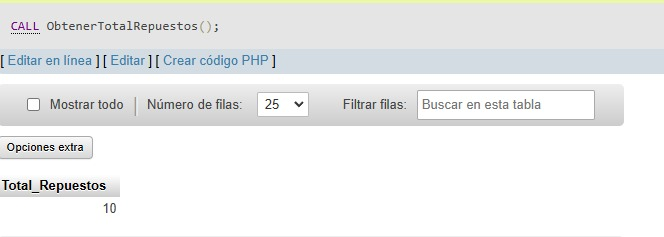 CALL ObtenerTotalRepuestos();
[ Editar en línea ] [ Editar ] [ Crear código PHP ]
Mostrar todo Número de filas: 25 Filtrar filas: Buscar en esta tabla
Opciones extra
Total_Repuestos
10